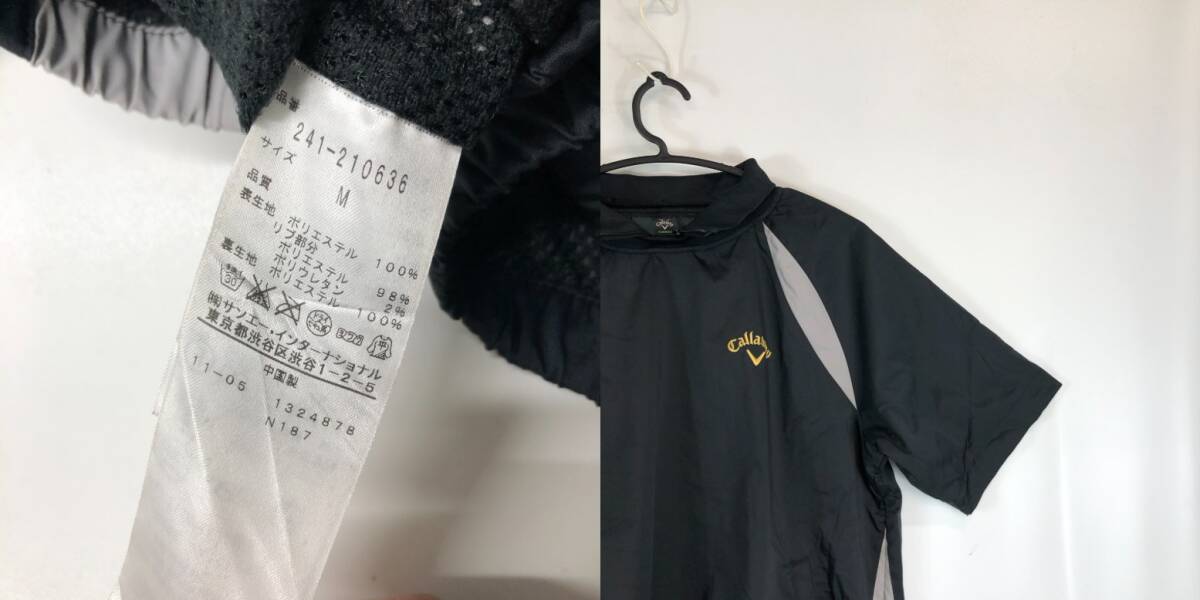 品番
241-210636
サイズ
M
品質
表生地 ポリエステル 100%
リブ部分
ポリエステル 98%
ポリウレタン 2%
裏生地 ポリエステル 100%
30
㈱サンエー・インターナショナル
東京都渋谷区渋谷1-2-5
中国製
11-05 1324878
N187
Callaway